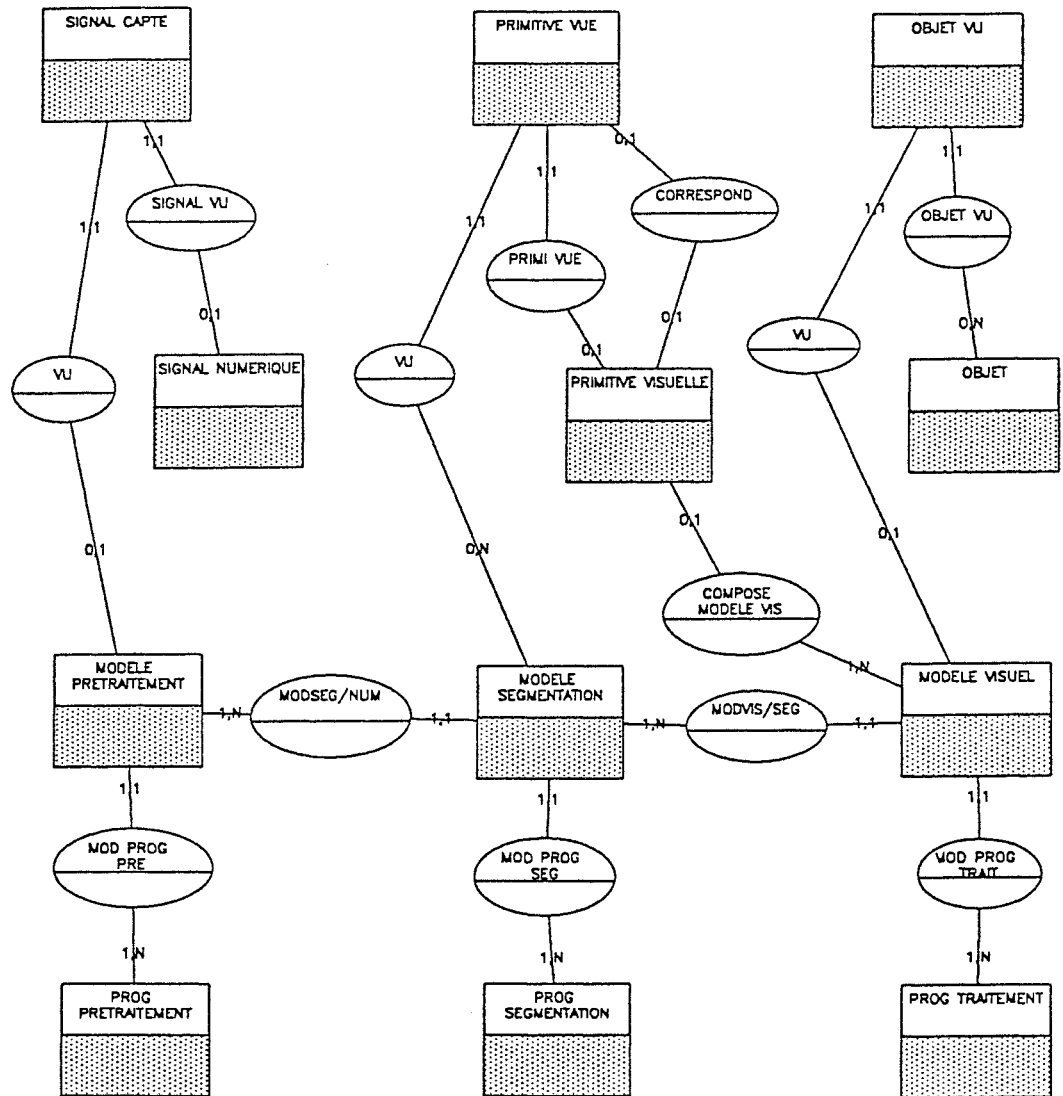 SIGNAL CAPTE
PRIMITIVE VUE
OBJET VU
1,1
0,1
1,1
1,1
SIGNAL VU
CORRESPOND
1,1
1,1
1,1
OBJET VU
PRIMI VUE
0,1
0,1
0,N
VU
SIGNAL NUMERIQUE
VU
0,1
VU
PRIMITIVE VISUELLE
OBJET
0,1
0,1
0,N
0,1
COMPOSE
MODELE VIS
MODELE
PRETRAITEMENT
MODELE
SEGMENTATION
1,N
MODELE VISUEL
1,N
MODSEG/NUM
1,1
1,N
MODVIS/SEG
1,1
1,1
1,1
1,1
MOD PROG
PRE
MOD PROG
SEG
MOD PROG
TRAIT
1,N
1,N
1,N
PROG
PRETRAITEMENT
PROG
SEGMENTATION
PROG TRAITEMENT